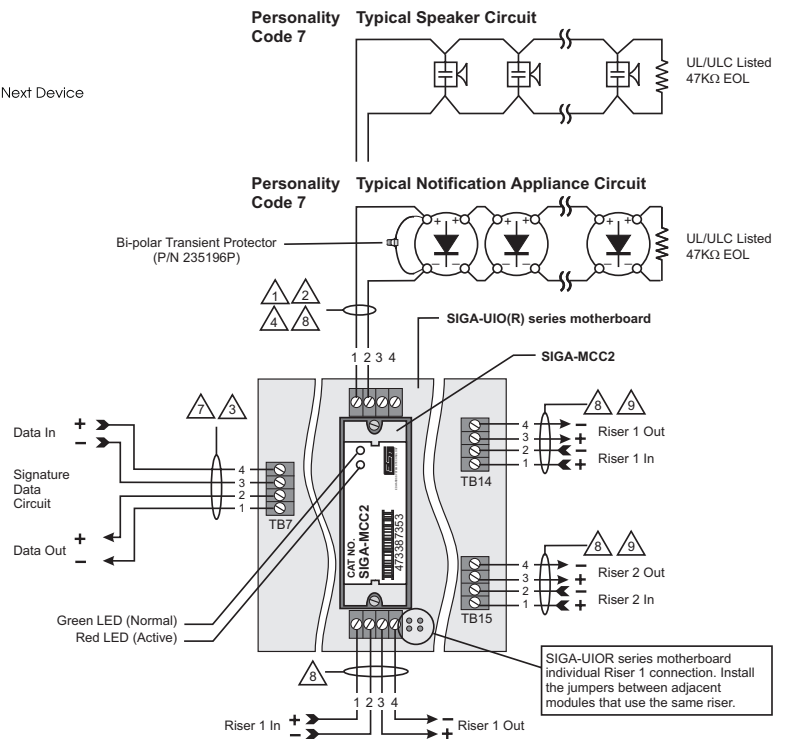 Personality Typical Speaker Circuit
Code 7
UL/ULC Listed
47KΩ EOL
Next Device
Personality Typical Notification Appliance Circuit
Code 7
Bi-polar Transient Protector
(P/N 235196P)
+ + + + + +
− − − − − −
UL/ULC Listed
47KΩ EOL
1 2
4 8
SIGA-UIO(R) series motherboard
1 2 3 4
SIGA-MCC2
7 3
8 9
Data In + −
Signature
Data
Circuit
Data Out + −
4
3
2
1
TB7
EST
CAT NO.
SIGA-MCC2
473387353
4 −
3 + Riser 1 Out
2 −
1 + Riser 1 In
TB14
8 9
4 −
3 + Riser 2 Out
2 −
1 + Riser 2 In
TB15
Green LED (Normal)
Red LED (Active)
8
1 2 3 4
Riser 1 In + −
− + Riser 1 Out
SIGA-UIOR series motherboard
individual Riser 1 connection. Install
the jumpers between adjacent
modules that use the same riser.